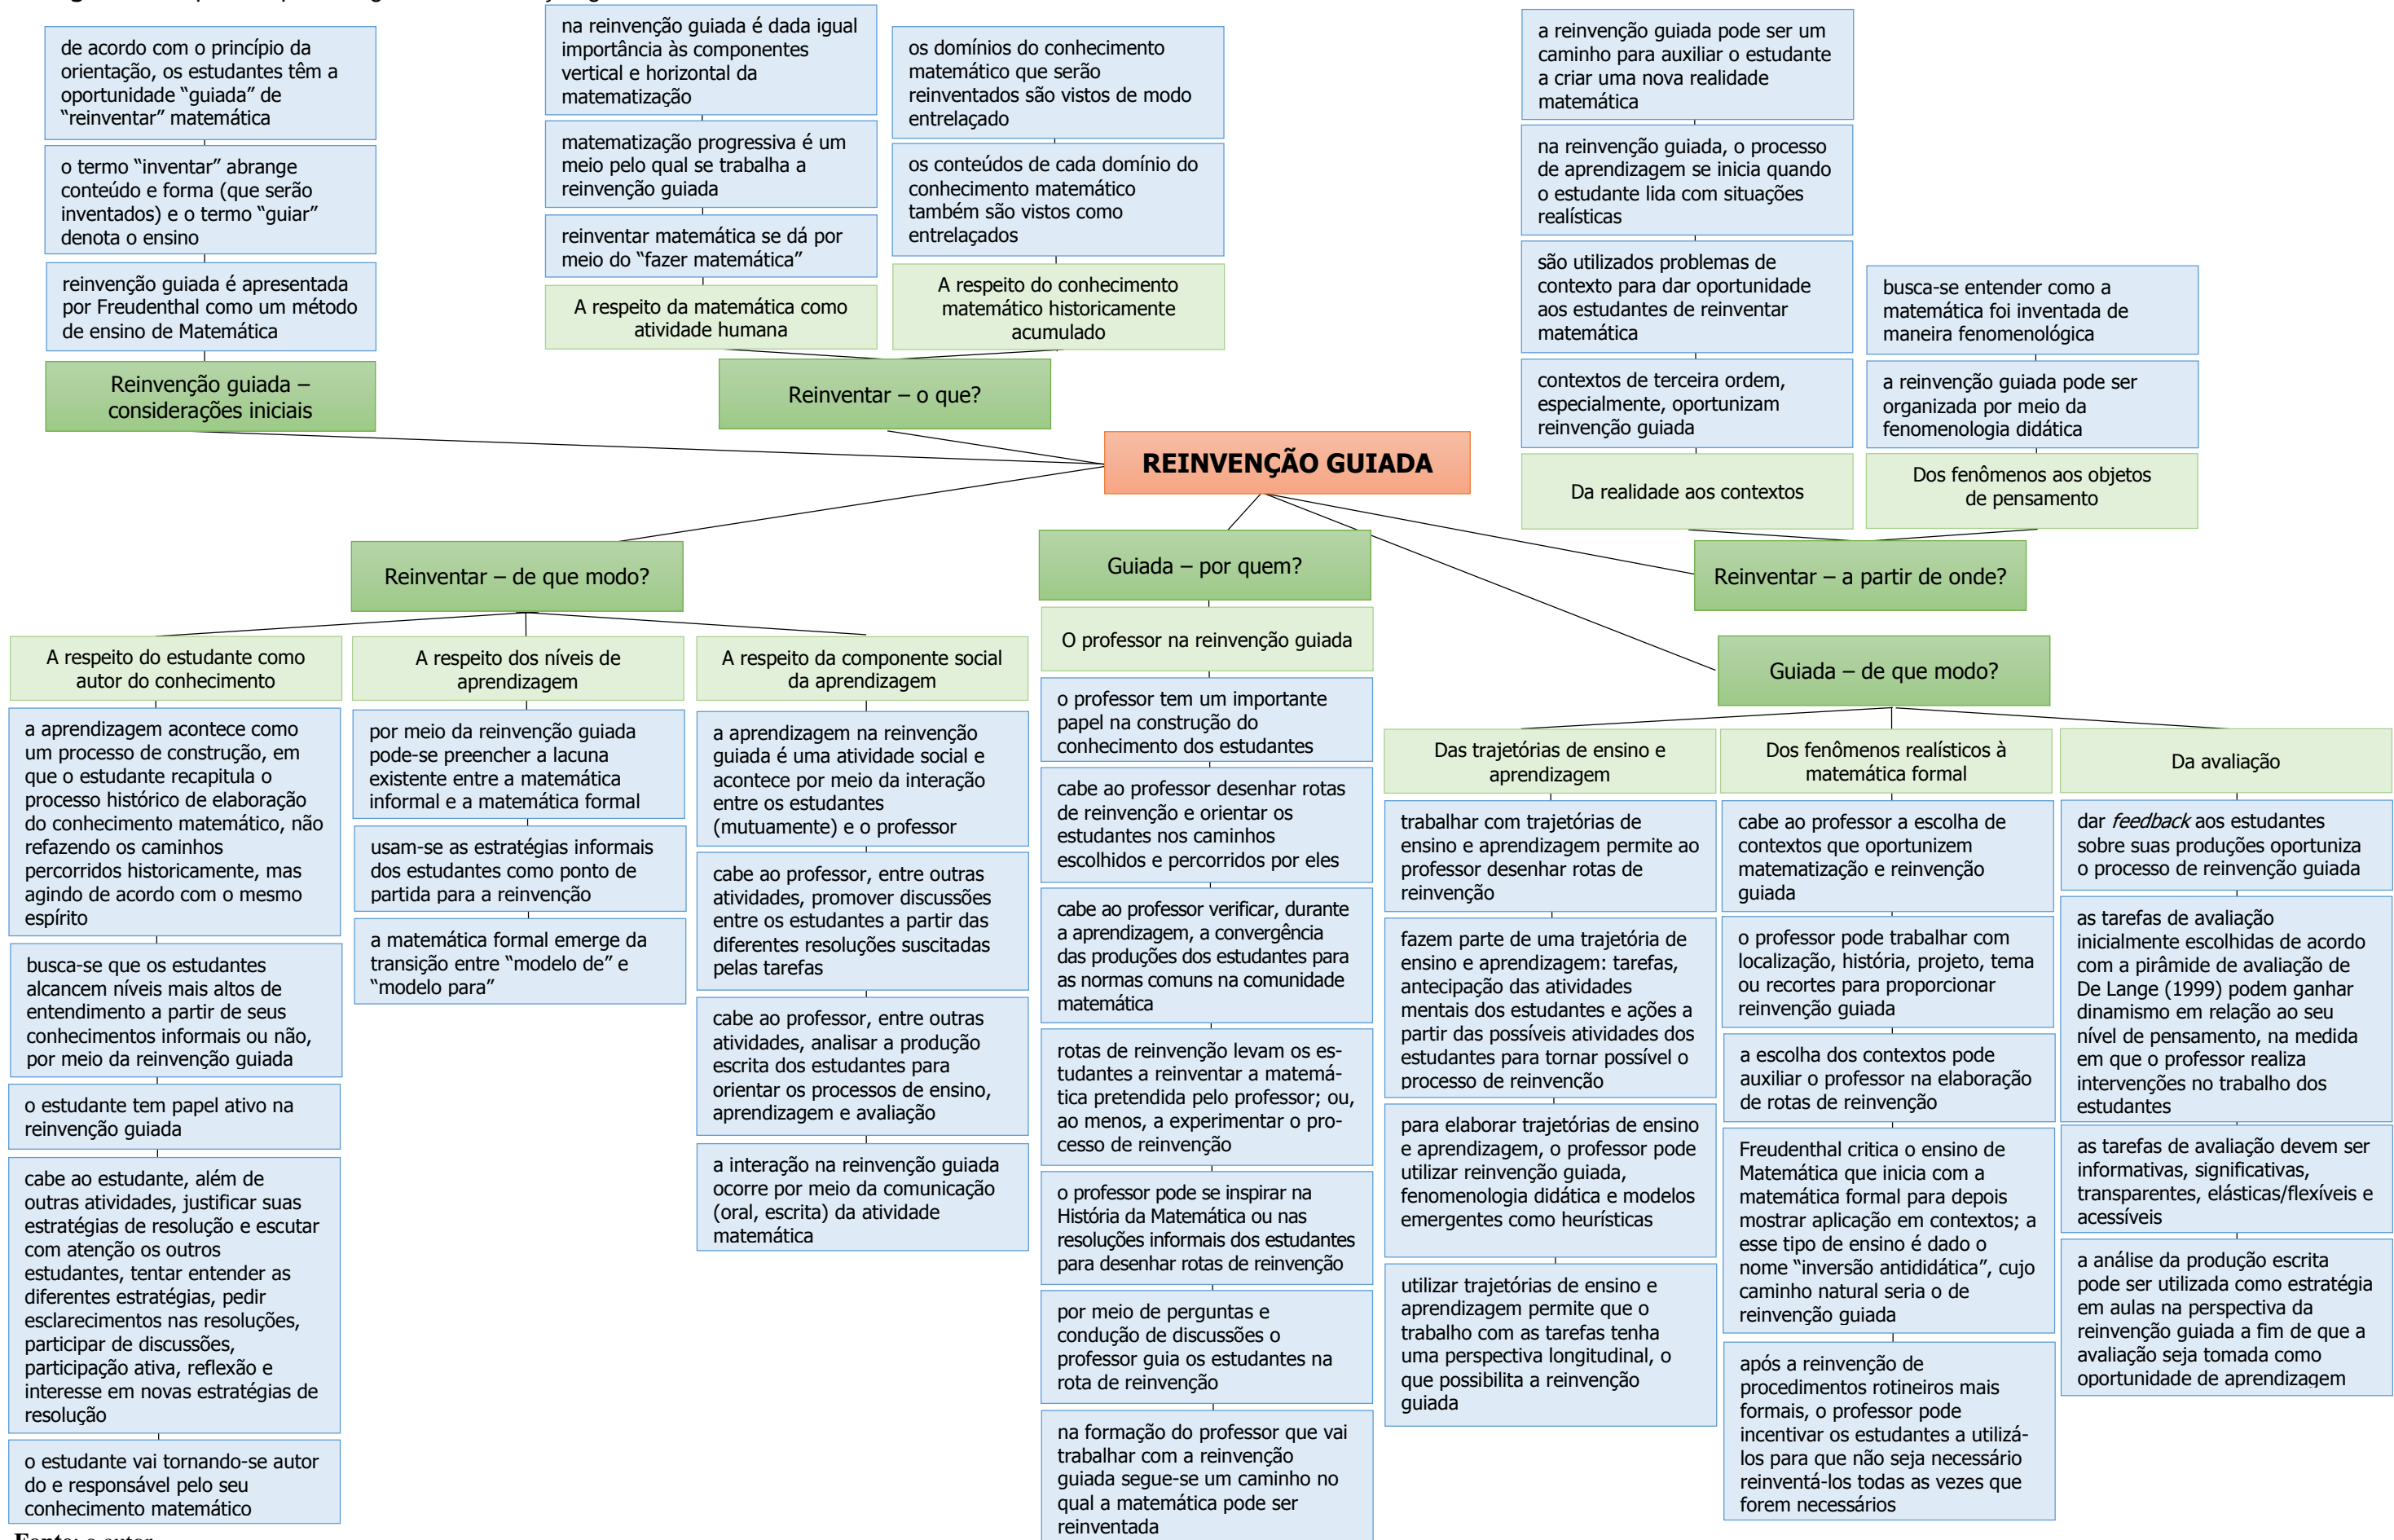 de acordo com o princípio da
orientação, os estudantes têm a
oportunidade “guiada” de
“reinventar” matemática
o termo “inventar” abrange
conteúdo e forma (que serão
inventados) e o termo “guiar”
denota o ensino
reinvenção guiada é apresentada
por Freudenthal como um método
de ensino de Matemática
Reinvenção guiada –
considerações iniciais
na reinvenção guiada é dada igual
importância às componentes
vertical e horizontal da
matematização
matematização progressiva é um
meio pelo qual se trabalha a
reinvenção guiada
reinventar matemática se dá por
meio do “fazer matemática”
A respeito da matemática como
atividade humana
os domínios do conhecimento
matemático que serão
reinventados são vistos de modo
entrelaçado
os conteúdos de cada domínio do
conhecimento matemático
também são vistos como
entrelaçados
A respeito do conhecimento
matemático historicamente
acumulado
Reinventar – o que?
a reinvenção guiada pode ser um
caminho para auxiliar o estudante
a criar uma nova realidade
matemática
na reinvenção guiada, o processo
de aprendizagem se inicia quando
o estudante lida com situações
realísticas
são utilizados problemas de
contexto para dar oportunidade
aos estudantes de reinventar
matemática
contextos de terceira ordem,
especialmente, oportunizam
reinvenção guiada
Da realidade aos contextos
busca-se entender como a
matemática foi inventada de
maneira fenomenológica
a reinvenção guiada pode ser
organizada por meio da
fenomenologia didática
Dos fenômenos aos objetos
de pensamento
REINVENÇÃO GUIADA
Reinventar – a partir de onde?
Reinventar – de que modo?
A respeito do estudante como
autor do conhecimento
a aprendizagem acontece como
um processo de construção, em
que o estudante recapitula o
processo histórico de elaboração
do conhecimento matemático, não
refazendo os caminhos
percorridos historicamente, mas
agindo de acordo com o mesmo
espírito
busca-se que os estudantes
alcancem níveis mais altos de
entendimento a partir de seus
conhecimentos informais ou não,
por meio da reinvenção guiada
o estudante tem papel ativo na
reinvenção guiada
cabe ao estudante, além de
outras atividades, justificar suas
estratégias de resolução e escutar
com atenção os outros
estudantes, tentar entender as
diferentes estratégias, pedir
esclarecimentos nas resoluções,
participar de discussões,
participação ativa, reflexão e
interesse em novas estratégias de
resolução
o estudante vai tornando-se autor
do e responsável pelo seu
conhecimento matemático
A respeito dos níveis de
aprendizagem
por meio da reinvenção guiada
pode-se preencher a lacuna
existente entre a matemática
informal e a matemática formal
usam-se as estratégias informais
dos estudantes como ponto de
partida para a reinvenção
a matemática formal emerge da
transição entre “modelo de” e
“modelo para”
A respeito da componente social
da aprendizagem
a aprendizagem na reinvenção
guiada é uma atividade social e
acontece por meio da interação
entre os estudantes
(mutuamente) e o professor
cabe ao professor, entre outras
atividades, promover discussões
entre os estudantes a partir das
diferentes resoluções suscitadas
pelas tarefas
cabe ao professor, entre outras
atividades, analisar a produção
escrita dos estudantes para
orientar os processos de ensino,
aprendizagem e avaliação
a interação na reinvenção guiada
ocorre por meio da comunicação
(oral, escrita) da atividade
matemática
Guiada – por quem?
O professor na reinvenção guiada
o professor tem um importante
papel na construção do
conhecimento dos estudantes
cabe ao professor desenhar rotas
de reinvenção e orientar os
estudantes nos caminhos
escolhidos e percorridos por eles
cabe ao professor verificar, durante
a aprendizagem, a convergência
das produções dos estudantes para
as normas comuns na comunidade
matemática
rotas de reinvenção levam os es-
tudantes a reinventar a matemá-
tica pretendida pelo professor; ou,
ao menos, a experimentar o pro-
cesso de reinvenção
o professor pode se inspirar na
História da Matemática ou nas
resoluções informais dos estudantes
para desenhar rotas de reinvenção
por meio de perguntas e
condução de discussões o
professor guia os estudantes na
rota de reinvenção
na formação do professor que vai
trabalhar com a reinvenção
guiada segue-se um caminho no
qual a matemática pode ser
reinventada
Guiada – de que modo?
Das trajetórias de ensino e
aprendizagem
trabalhar com trajetórias de
ensino e aprendizagem permite ao
professor desenhar rotas de
reinvenção
fazem parte de uma trajetória de
ensino e aprendizagem: tarefas,
antecipação das atividades
mentais dos estudantes e ações a
partir das possíveis atividades dos
estudantes para tornar possível o
processo de reinvenção
para elaborar trajetórias de ensino
e aprendizagem, o professor pode
utilizar reinvenção guiada,
fenomenologia didática e modelos
emergentes como heurísticas
utilizar trajetórias de ensino e
aprendizagem permite que o
trabalho com as tarefas tenha
uma perspectiva longitudinal, o
que possibilita a reinvenção
guiada
Dos fenômenos realísticos à
matemática formal
cabe ao professor a escolha de
contextos que oportunizem
matematização e reinvenção
guiada
o professor pode trabalhar com
localização, história, projeto, tema
ou recortes para proporcionar
reinvenção guiada
a escolha dos contextos pode
auxiliar o professor na elaboração
de rotas de reinvenção
Freudenthal critica o ensino de
Matemática que inicia com a
matemática formal para depois
mostrar aplicação em contextos; a
esse tipo de ensino é dado o
nome “inversão antididática”, cujo
caminho natural seria o de
reinvenção guiada
após a reinvenção de
procedimentos rotineiros mais
formais, o professor pode
incentivar os estudantes a utilizá-
los para que não seja necessário
reinventá-los todas as vezes que
forem necessários
Da avaliação
dar feedback aos estudantes
sobre suas produções oportuniza
o processo de reinvenção guiada
as tarefas de avaliação
inicialmente escolhidas de acordo
com a pirâmide de avaliação de
De Lange (1999) podem ganhar
dinamismo em relação ao seu
nível de pensamento, na medida
em que o professor realiza
intervenções no trabalho dos
estudantes
as tarefas de avaliação devem ser
informativas, significativas,
transparentes, elásticas/flexíveis e
acessíveis
a análise da produção escrita
pode ser utilizada como estratégia
em aulas na perspectiva da
reinvenção guiada a fim de que a
avaliação seja tomada como
oportunidade de aprendizagem